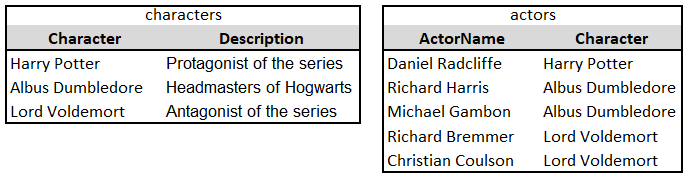 characters
Character Description
Harry Potter Protagonist of the series
Albus Dumbledore Headmasters of Hogwarts
Lord Voldemort Antagonist of the series
actors
ActorName Character
Daniel Radcliffe Harry Potter
Richard Harris Albus Dumbledore
Michael Gambon Albus Dumbledore
Richard Bremmer Lord Voldemort
Christian Coulson Lord Voldemort